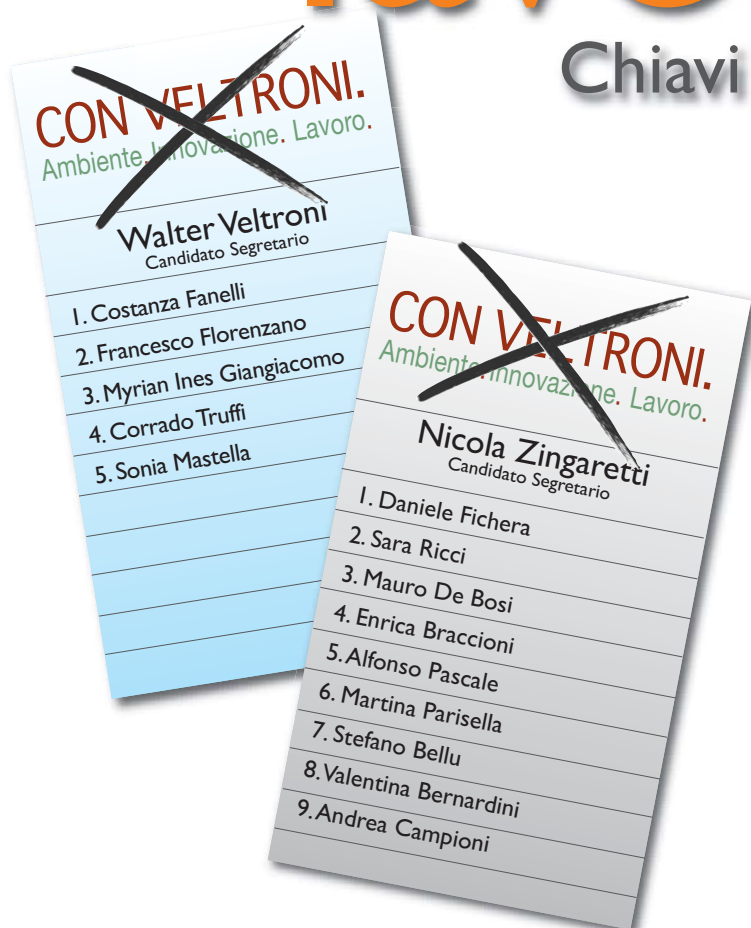 Chiavi
CON VELTRONI.
Ambiente. Innovazione. Lavoro.
Walter Veltroni
Candidato Segretario
1. Costanza Fanelli
2. Francesco Florenzano
3. Myrian Ines Giangiacomo
4. Corrado Truffi
5. Sonia Mastella
CON VELTRONI.
Ambiente. Innovazione. Lavoro.
Nicola Zingaretti
Candidato Segretario
1. Daniele Fichera
2. Sara Ricci
3. Mauro De Bosi
4. Enrica Braccioni
5. Alfonso Pascale
6. Martina Parisella
7. Stefano Bellu
8. Valentina Bernardini
9. Andrea Campioni